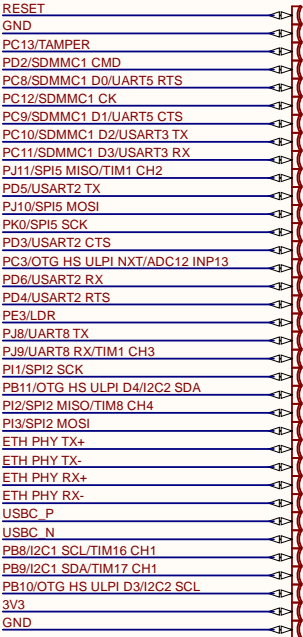 RESET
GND
PC13/TAMPER
PD2/SDMMC1 CMD
PC8/SDMMC1 D0/UART5 RTS
PC12/SDMMC1 CK
PC9/SDMMC1 D1/UART5 CTS
PC10/SDMMC1 D2/USART3 TX
PC11/SDMMC1 D3/USART3 RX
PJ11/SPI5 MISO/TIM1 CH2
PD5/USART2 TX
PJ10/SPI5 MOSI
PK0/SPI5 SCK
PD3/USART2 CTS
PC3/OTG HS ULPI NXT/ADC12 INP13
PD6/USART2 RX
PD4/USART2 RTS
PE3/LDR
PJ8/UART8 TX
PJ9/UART8 RX/TIM1 CH3
PI1/SPI2 SCK
PB11/OTG HS ULPI D4/I2C2 SDA
PI2/SPI2 MISO/TIM8 CH4
PI3/SPI2 MOSI
ETH PHY TX+
ETH PHY TX-
ETH PHY RX+
ETH PHY RX-
USBC_P
USBC_N
PB8/I2C1 SCL/TIM16 CH1
PB9/I2C1 SDA/TIM17 CH1
PB10/OTG HS ULPI D3/I2C2 SCL
3V3
GND